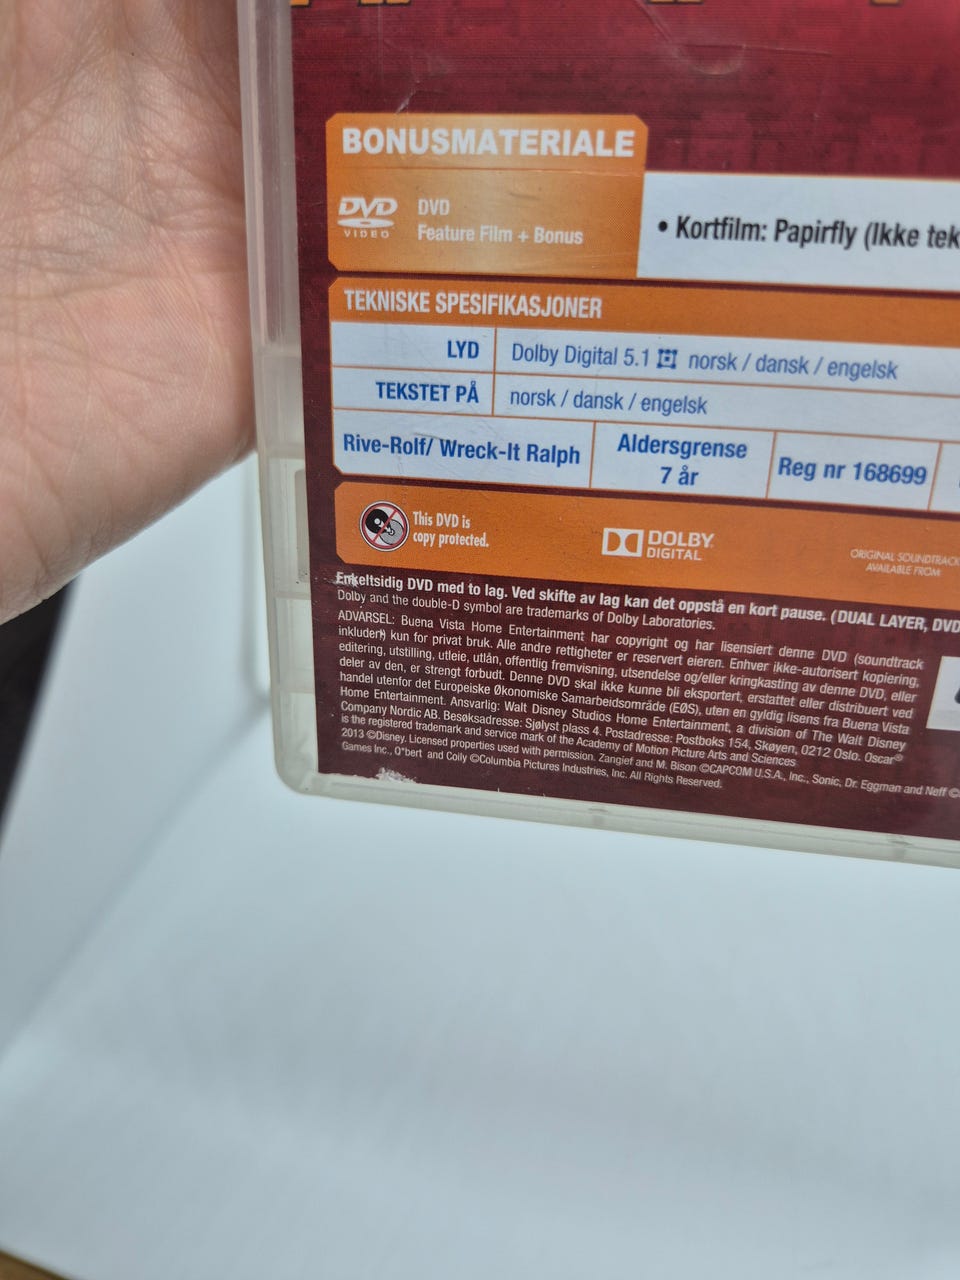 BONUSMATERIALE
DVD VIDEO
DVD
Feature Film + Bonus
• Kortfilm: Papirfly (Ikke
TEKNISKE SPESIFIKASJONER
LYD
Dolby Digital 5.1 norsk / dansk / engelsk
TEKSTET PÅ
norsk / dansk / engelsk
Rive-Rolf/ Wreck-It Ralph
Aldersgrense
7 år
Reg nr 168699
This DVD is
copy protected.
DOLBY
DIGITAL
ORIGINAL SOUNDTRACK
AVAILABLE FROM
Enkeltsidig DVD med to lag. Ved skifte av lag kan det oppstå en kort pause. (DUAL LAYER, DVD
Dolby and the double-D symbol are trademarks of Dolby Laboratories.
ADVARSEL: Buena Vista Home Entertainment har copyright og har lisensiert denne DVD (soundtrack
inkludert) kun for privat bruk. Alle andre rettigheter er reservert eieren. Enhver ikke-autorisert kopiering,
editering, utstilling, utleie, utlån, offentlig fremvisning, utsendelse og/eller kringkasting av denne DVD, eller
deler av den, er strengt forbudt. Denne DVD skal ikke kunne bli eksportert, erstattet eller distribuert ved
handel utenfor det Europeiske Økonomiske Samarbeidsområde (EØS), uten en gyldig lisens fra Buena Vista
Home Entertainment. Ansvarlig: Walt Disney Studios Home Entertainment, a division of The Walt Disney
Company Nordic AB. Besøksadresse: Sjølyst plass 4. Postadresse: Postboks 154, Skøyen, 0212 Oslo. Oscar®
is the registered trademark and service mark of the Academy of Motion Picture Arts and Sciences
2013 ©Disney. Licensed properties used with permission. Zangief and M. Bison ©CAPCOM U.S.A., Inc., Sonic, Dr. Eggman and Neff ©
Games Inc., Q*bert and Coily ©Columbia Pictures Industries, Inc. All Rights Reserved.